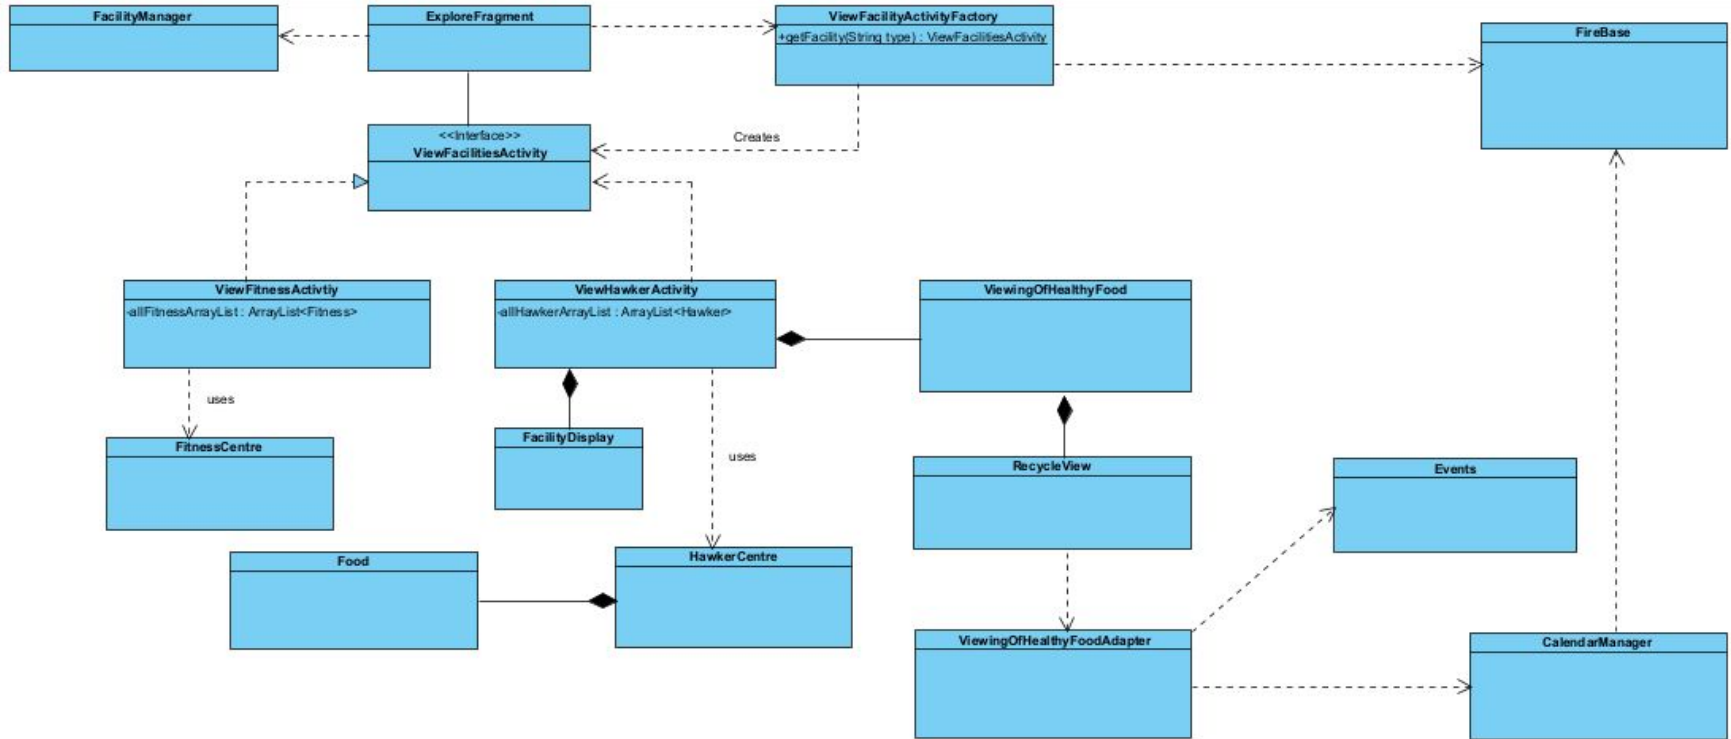 FacilityManager
ExploreFragment
ViewFacilityActivityFactory
+getFacility(String type) : ViewFacilitiesActivity
FireBase
<<Interface>>
ViewFacilitiesActivity
Creates
ViewFitnessActivtiy
-allFitnessArrayList : ArrayList<Fitness>
ViewHawkerActivity
-allHawkerArrayList : ArrayList<Hawker>
ViewingOfHealthyFood
uses
FitnessCentre
FacilityDisplay
uses
RecycleView
Events
Food
HawkerCentre
ViewingOfHealthyFoodAdapter
CalendarManager